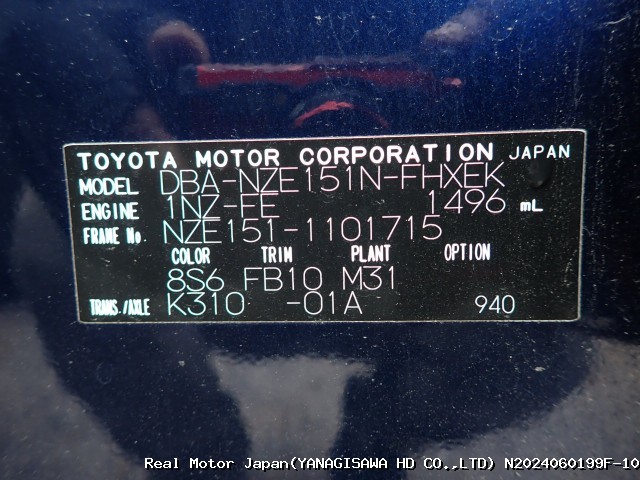 TOYOTA MOTOR CORPORATION JAPAN
MODEL DBA-NZE151N-FHXEK
ENGINE 1NZ-FE 1496 mL
FRAME No. NZE151-1101715
COLOR TRIM PLANT OPTION
8S6 FB10 M31
TRANS./AXLE K310 -01A 940
Real Motor Japan(YANAGISAWA HD CO.,LTD) N2024060199F-10